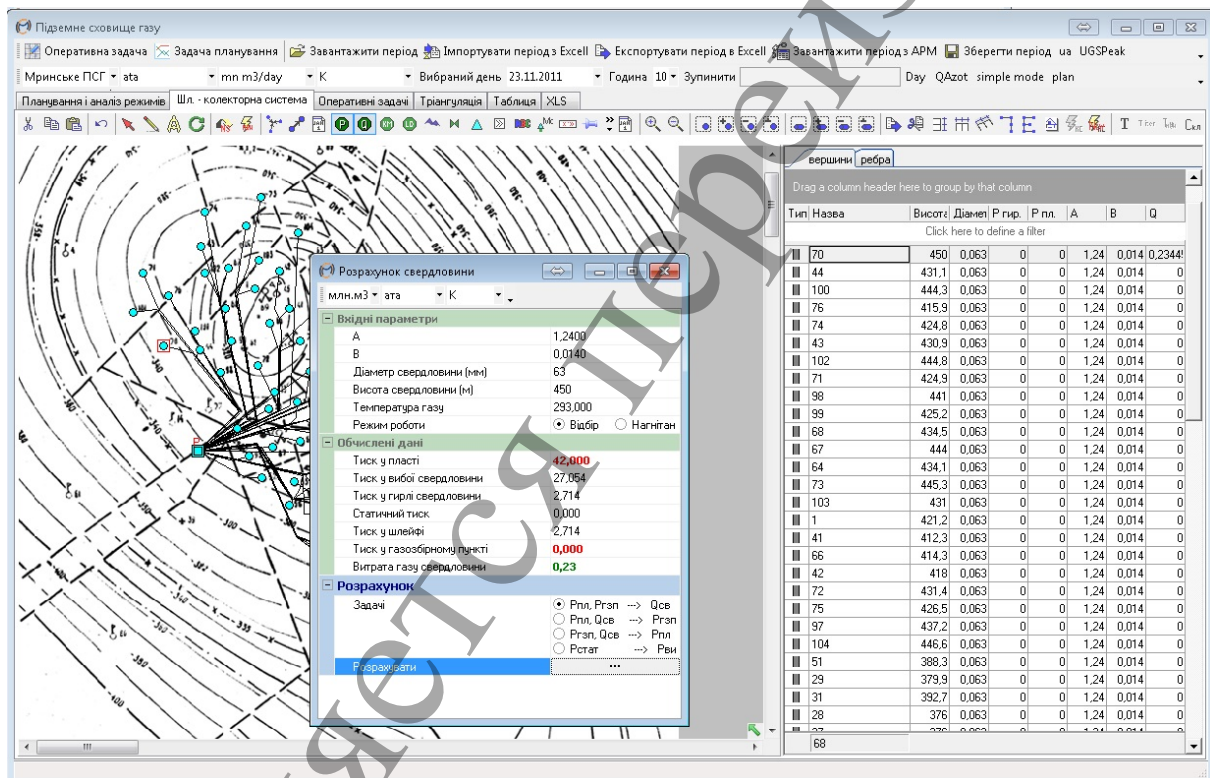 Підземне сховище газу
Оперативна задача Задача планування Завантажити період Імпортувати період з Excell Експортувати період в Excell Завантажити період з АРМ Зберегти період ua UGSPeak
Мринське ПСГ ata mn m3/day K Вибраний день 23.11.2011 Година 10 Зупинити Day QAzot simple mode plan
Планування і аналіз режимів Шл. - колекторна система Оперативні задачі Тріангуляція Таблиця XLS
вершини ребра
Drag a column header here to group by that column
Тип Назва Висота Діамет P гир. P пл. A B Q
Click here to define a filter
70 450 0,063 0 0 1,24 0,014 0,2344
44 431,1 0,063 0 0 1,24 0,014 0
100 444,3 0,063 0 0 1,24 0,014 0
76 415,9 0,063 0 0 1,24 0,014 0
74 424,8 0,063 0 0 1,24 0,014 0
43 430,9 0,063 0 0 1,24 0,014 0
102 444,8 0,063 0 0 1,24 0,014 0
71 424,9 0,063 0 0 1,24 0,014 0
98 441 0,063 0 0 1,24 0,014 0
99 425,2 0,063 0 0 1,24 0,014 0
68 434,5 0,063 0 0 1,24 0,014 0
67 444 0,063 0 0 1,24 0,014 0
64 434,1 0,063 0 0 1,24 0,014 0
73 445,3 0,063 0 0 1,24 0,014 0
103 431 0,063 0 0 1,24 0,014 0
1 421,2 0,063 0 0 1,24 0,014 0
41 412,3 0,063 0 0 1,24 0,014 0
66 414,3 0,063 0 0 1,24 0,014 0
42 418 0,063 0 0 1,24 0,014 0
72 431,4 0,063 0 0 1,24 0,014 0
75 426,5 0,063 0 0 1,24 0,014 0
97 437,2 0,063 0 0 1,24 0,014 0
104 446,6 0,063 0 0 1,24 0,014 0
51 388,3 0,063 0 0 1,24 0,014 0
29 379,9 0,063 0 0 1,24 0,014 0
31 392,7 0,063 0 0 1,24 0,014 0
28 376 0,063 0 0 1,24 0,014 0
68
Розрахунок свердловини
млн.м3 ата К
Вхідні параметри
A 1,2400
B 0,0140
Діаметр свердловини (мм) 63
Висота свердловини (м) 450
Температура газу 293,000
Режим роботи Відбір Нагнітан
Обчислені дані
Тиск у пласті 42,000
Тиск у вибої свердловини 27,054
Тиск у гирлі свердловини 2,714
Статичний тиск 0,000
Тиск у шлейфі 2,714
Тиск у газозбірному пункті 0,000
Витрата газу свердловини 0,23
Розрахунок
Задачі Pпл, Pгзп ---> Qсв
Pпл, Qсв ---> Pгзп
Pгзп, Qсв ---> Pпл
Pстат ---> Pви
Розрахувати ...